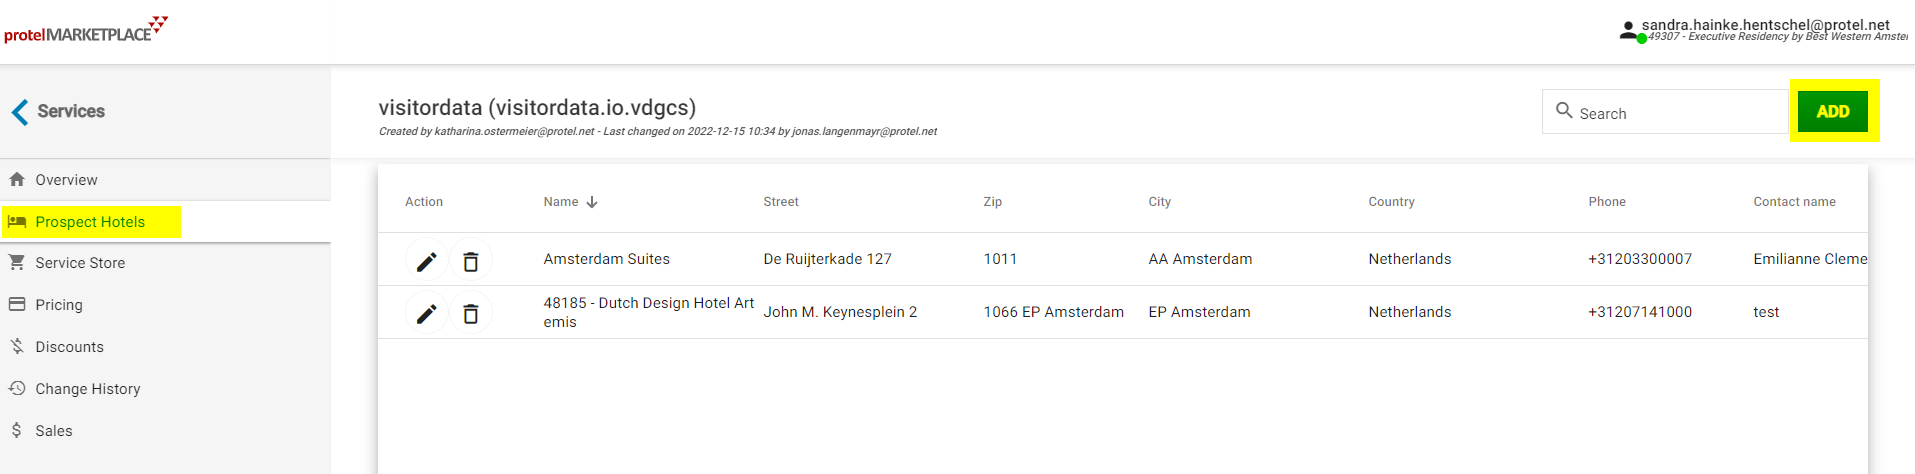 protelMARKETPLACE
sandra.hainke.hentschel@protel.net
49307 - Executive Residency by Best Western Amster
Services
visitordata (visitordata.io.vdgcs)
Created by katharina.ostermeier@protel.net - Last changed on 2022-12-15 10:34 by jonas.langenmayr@protel.net
Search
ADD
Overview
Prospect Hotels
Service Store
Pricing
Discounts
Change History
Sales
Action Name Street Zip City Country Phone Contact name
Amsterdam Suites De Ruijterkade 127 1011 AA Amsterdam Netherlands +31203300007 Emilianne Cleme
48185 - Dutch Design Hotel Art
emis John M. Keynesplein 2 1066 EP Amsterdam EP Amsterdam Netherlands +31207141000 test